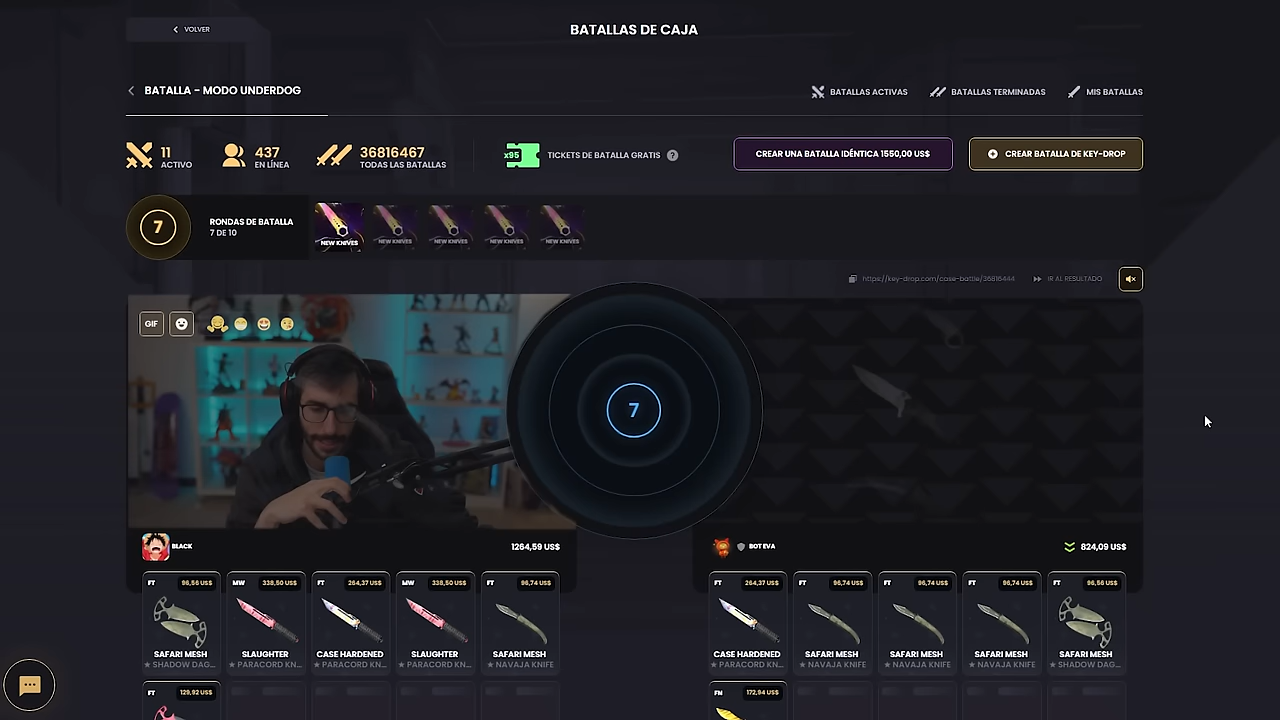 VOLVER
BATALLAS DE CAJA
BATALLA - MODO UNDERDOG
BATALLAS ACTIVAS
BATALLAS TERMINADAS
MIS BATALLAS
11
ACTIVO
437
EN LÍNEA
36816467
TODAS LAS BATALLAS
x95
TICKETS DE BATALLA GRATIS
?
CREAR UNA BATALLA IDÉNTICA 1550,00 US$
CREAR BATALLA DE KEY-DROP
7
RONDAS DE BATALLA
7 DE 10
NEW KNIVES
NEW KNIVES
NEW KNIVES
NEW KNIVES
NEW KNIVES
https://key-drop.com/case-battle/36816444
IR AL RESULTADO
GIF
7
BLACK
1264,59 US$
BOT EVA
824,09 US$
FT 96,56 US$
SAFARI MESH
★ SHADOW DAG...
MW 338,50 US$
SLAUGHTER
★ PARACORD KN...
FT 264,37 US$
CASE HARDENED
★ PARACORD KN...
MW 338,50 US$
SLAUGHTER
★ PARACORD KN...
FT 96,74 US$
SAFARI MESH
★ NAVAJA KNIFE
FT 264,37 US$
CASE HARDENED
★ PARACORD KN...
FT 96,74 US$
SAFARI MESH
★ NAVAJA KNIFE
FT 96,74 US$
SAFARI MESH
★ NAVAJA KNIFE
FT 96,74 US$
SAFARI MESH
★ NAVAJA KNIFE
FT 96,56 US$
SAFARI MESH
★ SHADOW DAG...
FT 129,92 US$
FN 172,94 US$